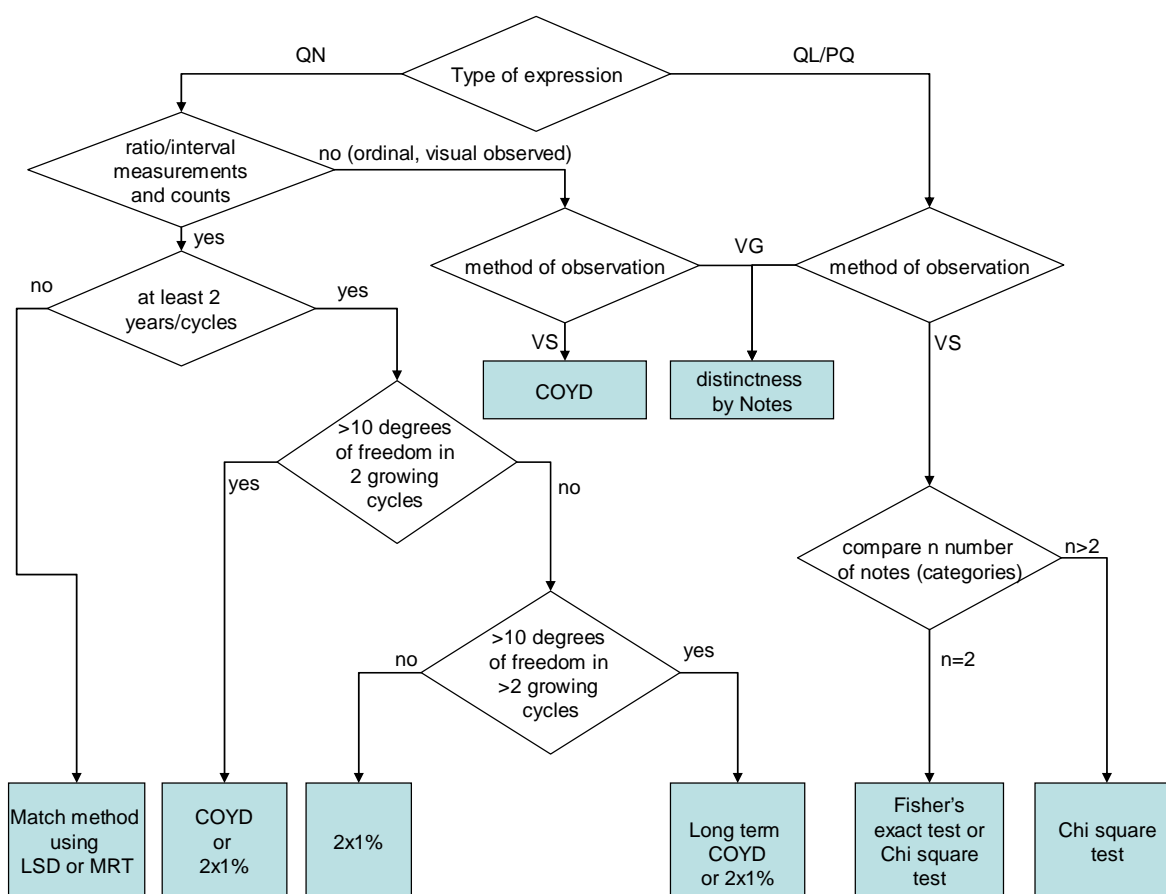 QN
QL/PQ
Type of expression
ratio/interval
measurements
and counts
no (ordinal, visual observed)
yes
method of observation
VG
method of observation
no
at least 2
years/cycles
yes
VS
VS
COYD
distinctness
by Notes
>10 degrees
of freedom in
2 growing
cycles
yes
no
compare n number
of notes (categories)
n>2
>10 degrees
of freedom in
>2 growing
cycles
no
yes
n=2
Match method
using
LSD or MRT
COYD
or
2x1%
2x1%
Long term
COYD
or 2x1%
Fisher's
exact test or
Chi square
test
Chi square
test